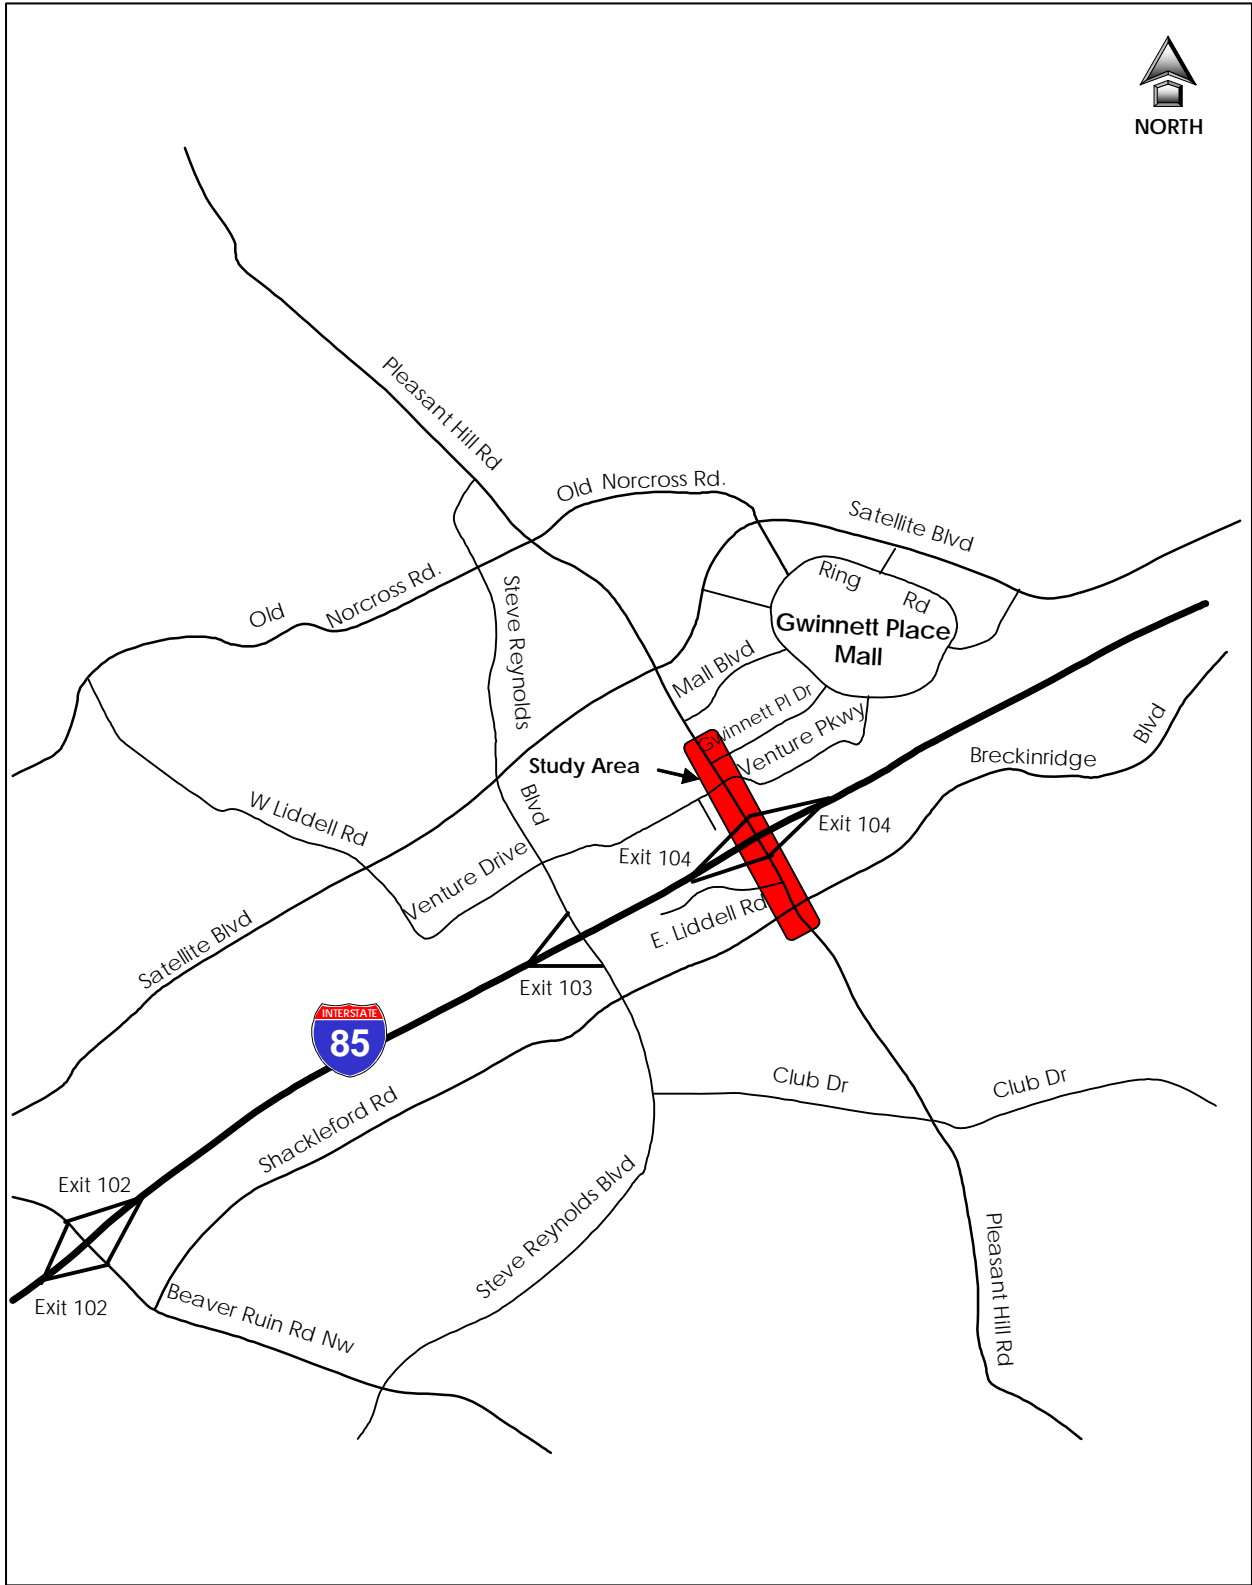 NORTH
Pleasant Hill Rd
Old Norcross Rd.
Satellite Blvd
Ring
Rd
Gwinnett Place
Mall
Old
Norcross Rd.
Steve Reynolds
Blvd
Mall Blvd
Gwinnett Pl Dr
Venture Pkwy
Study Area
Breckinridge
Blvd
W Liddell Rd
Venture Drive
Exit 104
Exit 104
E. Liddell Rd
Satellite Blvd
Exit 103
INTERSTATE
85
Shackleford Rd
Club Dr
Club Dr
Exit 102
Steve Reynolds Blvd
Pleasant Hill Rd
Exit 102
Beaver Ruin Rd Nw